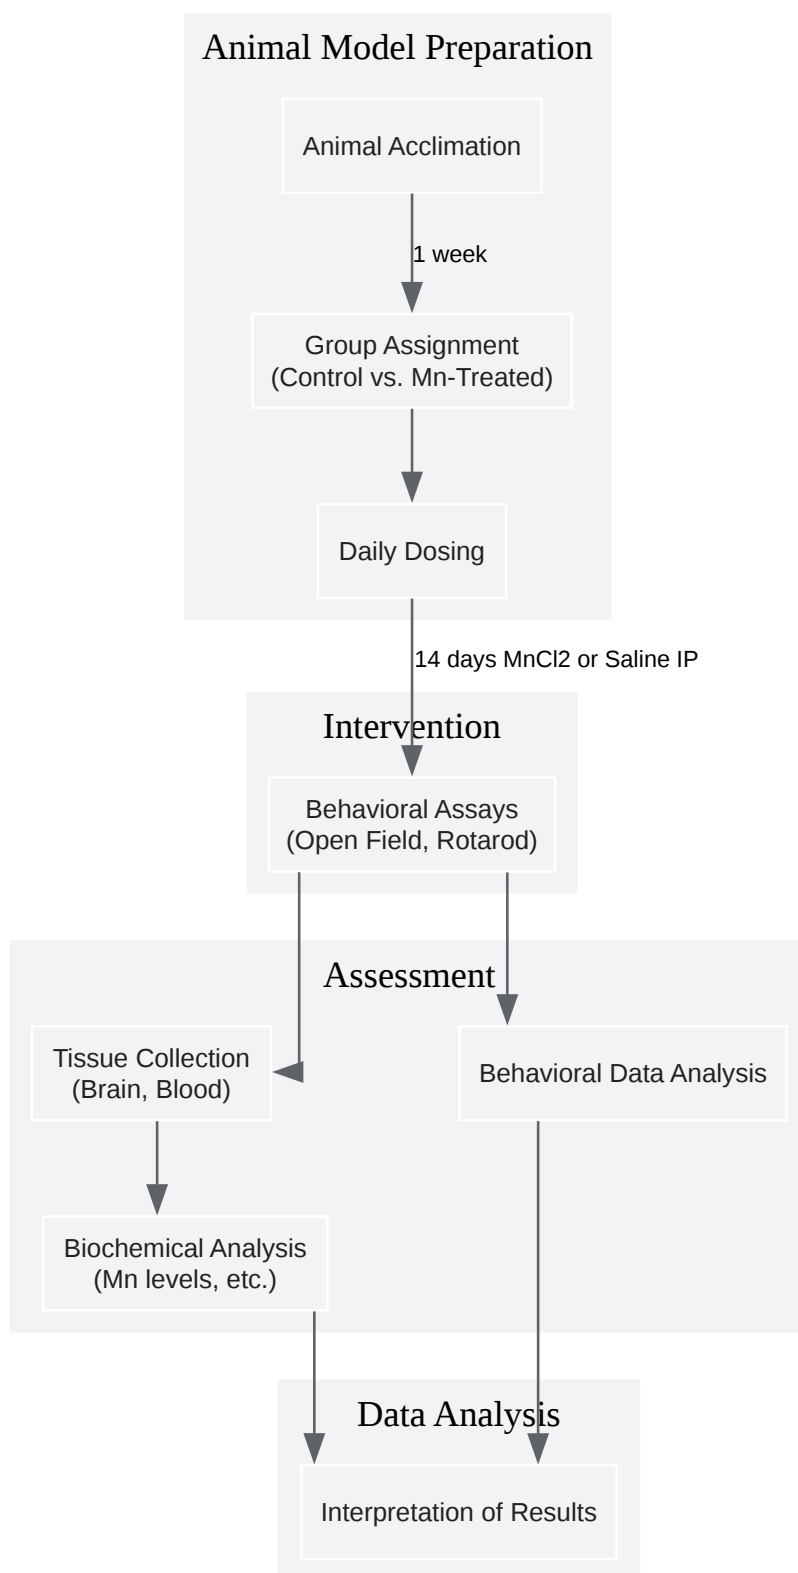 Animal Model Preparation
Animal Acclimation
1 week
Group Assignment
(Control vs. Mn-Treated)
Daily Dosing
14 days MnCl2 or Saline IP
Intervention
Behavioral Assays
(Open Field, Rotarod)
Assessment
Tissue Collection
(Brain, Blood)
Behavioral Data Analysis
Biochemical Analysis
(Mn levels, etc.)
Data Analysis
Interpretation of Results